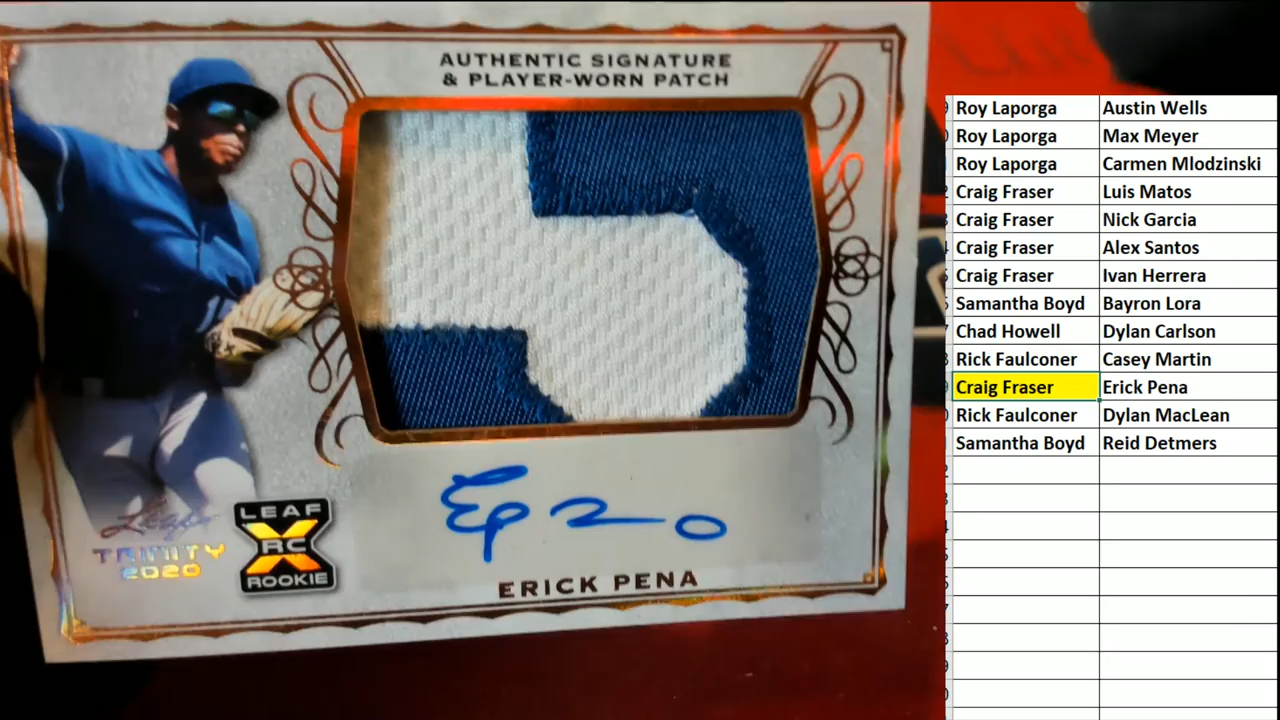 AUTHENTIC SIGNATURE
& PLAYER-WORN PATCH
Leaf
TRINITY
2020
LEAF
X
RC
ROOKIE
ERICK PENA
Roy Laporga Austin Wells
Roy Laporga Max Meyer
Roy Laporga Carmen Mlodzinski
Craig Fraser Luis Matos
Craig Fraser Nick Garcia
Craig Fraser Alex Santos
Craig Fraser Ivan Herrera
Samantha Boyd Bayron Lora
Chad Howell Dylan Carlson
Rick Faulconer Casey Martin
Craig Fraser Erick Pena
Rick Faulconer Dylan MacLean
Samantha Boyd Reid Detmers